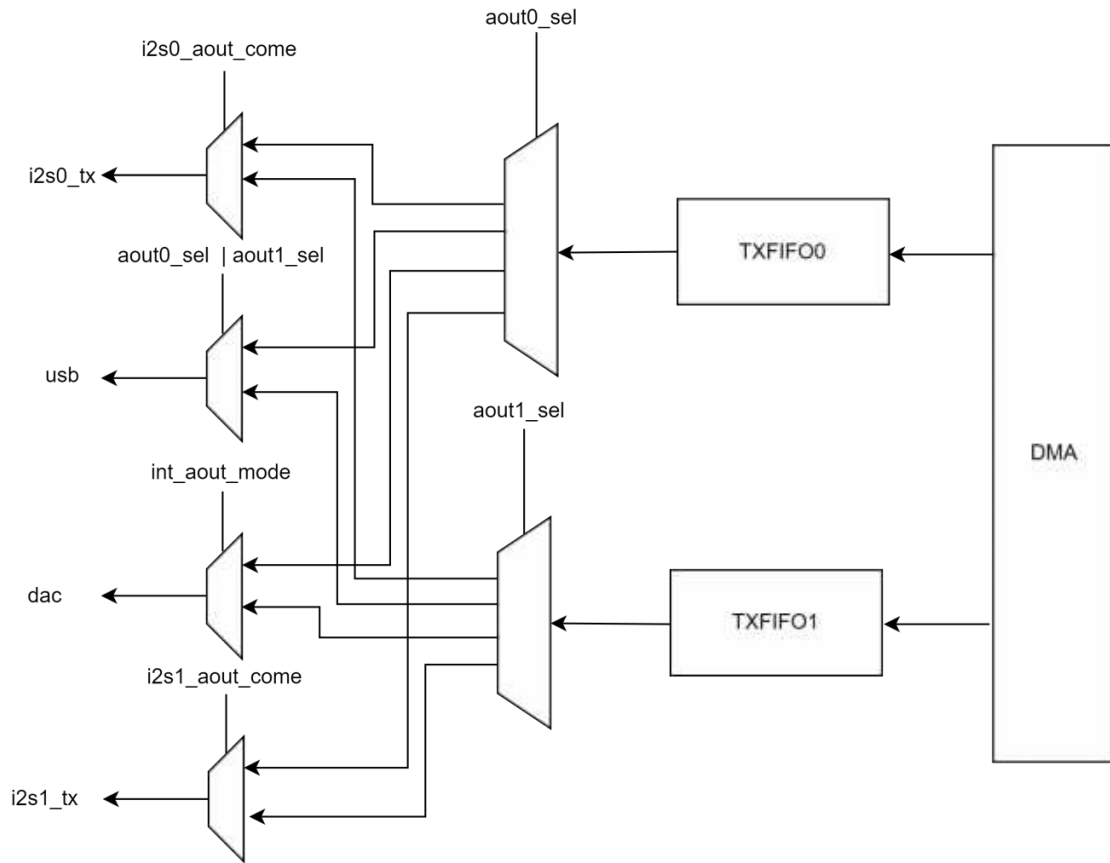 aout0_sel
i2s0_aout_come
i2s0_tx
TXFIFO0
aout0_sel | aout1_sel
usb
aout1_sel
DMA
int_aout_mode
dac
TXFIFO1
i2s1_aout_come
i2s1_tx